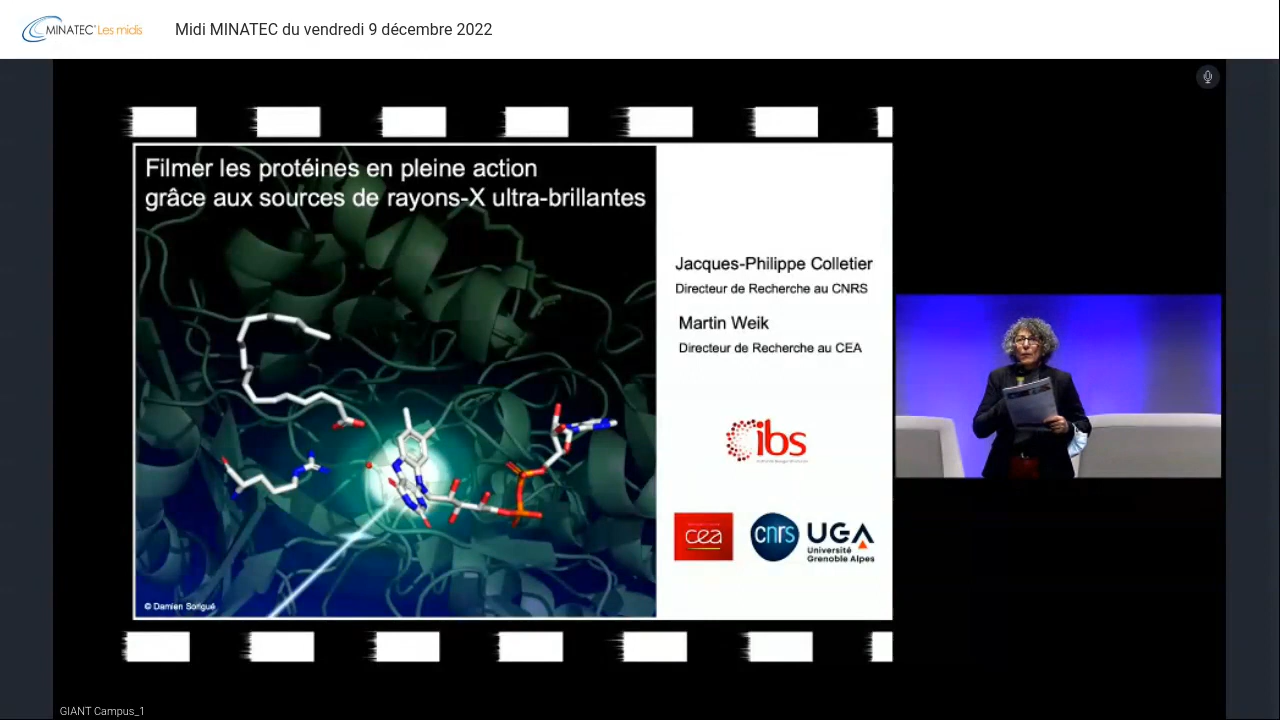 MINATEC® Les midis
Midi MINATEC du vendredi 9 décembre 2022
Filmer les protéines en pleine action
grâce aux sources de rayons-X ultra-brillantes
Jacques-Philippe Colletier
Directeur de Recherche au CNRS
Martin Weik
Directeur de Recherche au CEA
ibs
cea
cnrs
UGA
Université
Grenoble Alpes
© Damien Sorigué
GIANT Campus_1